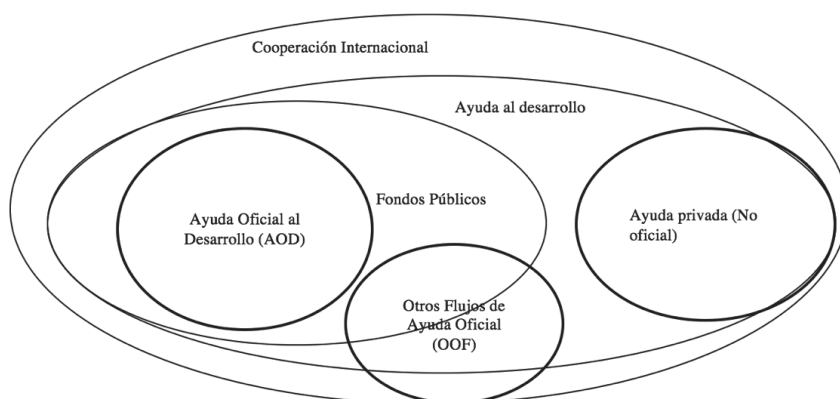 Cooperación Internacional
Ayuda al desarrollo
Fondos Públicos
Ayuda Oficial al
Desarrollo (AOD)
Ayuda privada (No
oficial)
Otros Flujos de
Ayuda Oficial
(OOF)